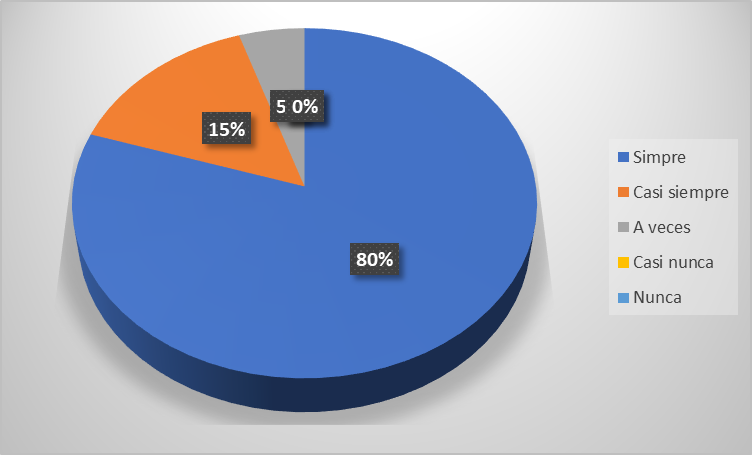 5 0%
15%
80%
Simpre
Casi siempre
A veces
Casi nunca
Nunca